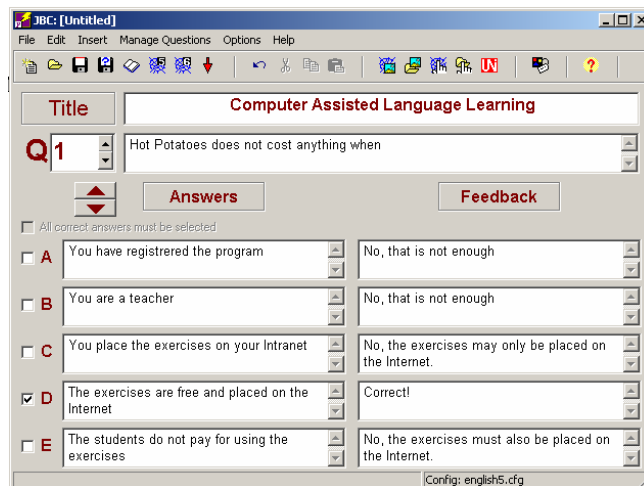 JBC: [Untitled]
File Edit Insert Manage Questions Options Help
Title
Computer Assisted Language Learning
Q 1
Hot Potatoes does not cost anything when
Answers
Feedback
All correct answers must be selected
A
You have registrered the program
No, that is not enough
B
You are a teacher
No, that is not enough
C
You place the exercises on your Intranet
No, the exercises may only be placed on
the Internet.
D
The exercises are free and placed on the
Internet
Correct!
E
The students do not pay for using the
exercises
No, the exercises must also be placed on
the Internet.
Config: english5.cfg